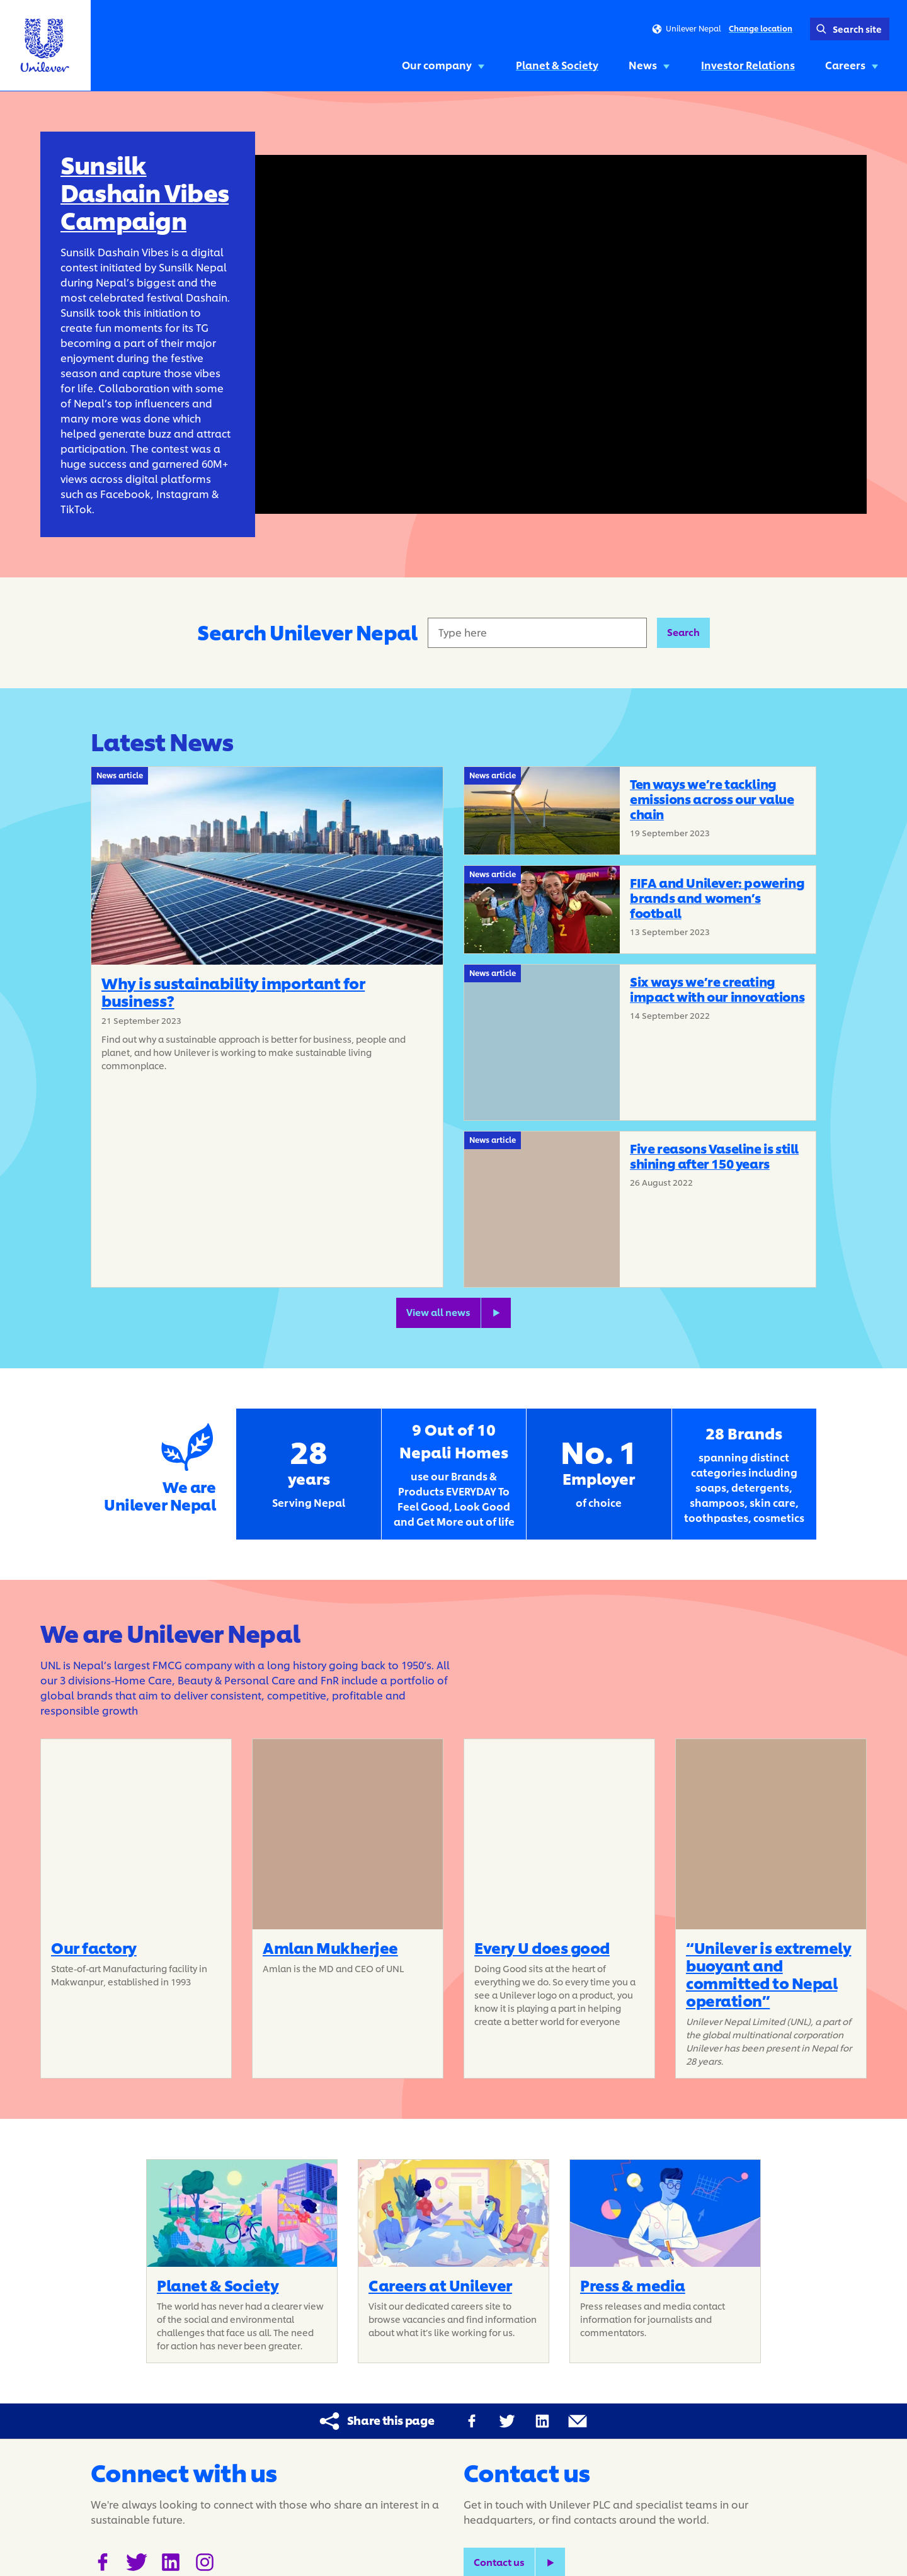 Unilever
Unilever Nepal Change location
Search site
Our company
Planet & Society
News
Investor Relations
Careers
Sunsilk
Dashain Vibes
Campaign
Sunsilk Dashain Vibes is a digital
contest initiated by Sunsilk Nepal
during Nepal's biggest and the
most celebrated festival Dashain.
Sunsilk took this initiation to
create fun moments for its TG
becoming a part of their major
enjoyment during the festive
season and capture those vibes
for life. Collaboration with some
of Nepal's top influencers and
many more was done which
helped generate buzz and attract
participation. The contest was a
huge success and garnered 60M+
views across digital platforms
such as Facebook, Instagram &
TikTok.
Search Unilever Nepal
Type here
Search
Latest News
News article
Why is sustainability important for
business?
21 September 2023
Find out why a sustainable approach is better for business, people and
planet, and how Unilever is working to make sustainable living
commonplace.
News article
Ten ways we're tackling
emissions across our value
chain
19 September 2023
News article
FIFA and Unilever: powering
brands and women's
football
13 September 2023
News article
Six ways we're creating
impact with our innovations
14 September 2022
News article
Five reasons Vaseline is still
shining after 150 years
26 August 2022
View all news
We are
Unilever Nepal
28
years
Serving Nepal
9 Out of 10
Nepali Homes
use our Brands &
Products EVERYDAY To
Feel Good, Look Good
and Get More out of life
No. 1
Employer
of choice
28 Brands
spanning distinct
categories including
soaps, detergents,
shampoos, skin care,
toothpastes, cosmetics
We are Unilever Nepal
UNL is Nepal's largest FMCG company with a long history going back to 1950's. All
our 3 divisions-Home Care, Beauty & Personal Care and FnR include a portfolio of
global brands that aim to deliver consistent, competitive, profitable and
responsible growth
Our factory
State-of-art Manufacturing facility in
Makwanpur, established in 1993
Amlan Mukherjee
Amlan is the MD and CEO of UNL
Every U does good
Doing Good sits at the heart of
everything we do. So every time you a
see a Unilever logo on a product, you
know it is playing a part in helping
create a better world for everyone
"Unilever is extremely
buoyant and
committed to Nepal
operation"
Unilever Nepal Limited (UNL), a part of
the global multinational corporation
Unilever has been present in Nepal for
28 years.
Planet & Society
The world has never had a clearer view
of the social and environmental
challenges that face us all. The need
for action has never been greater.
Careers at Unilever
Visit our dedicated careers site to
browse vacancies and find information
about what it's like working for us.
Press & media
Press releases and media contact
information for journalists and
commentators.
Share this page
Connect with us
We're always looking to connect with those who share an interest in a
sustainable future.
Contact us
Get in touch with Unilever PLC and specialist teams in our
headquarters, or find contacts around the world.
Contact us